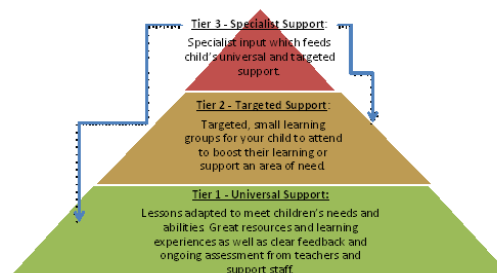 Tier 3 - Specialist Support:
Specialist input which feeds
child's universal and targeted
support.
Tier 2 - Targeted Support:
Targeted, small learning
groups for your child to attend
to boost their learning or
support an area of need.
Tier 1 - Universal Support:
Lessons adapted to meet children's needs and
abilities. Great resources and learning
experiences as well as clear feedback and
ongoing assessment from teachers and
support staff.